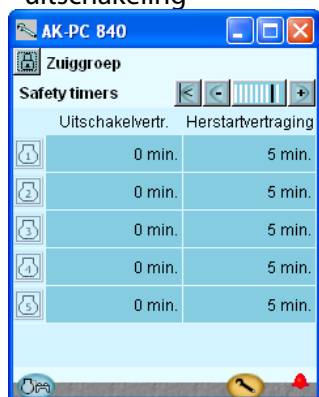 uitschakeling
AK-PC 840
Zuiggroep
Safety timers
Uitschakelvertr. Herstartvertraging
1 0 min. 5 min.
2 0 min. 5 min.
3 0 min. 5 min.
4 0 min. 5 min.
5 0 min. 5 min.